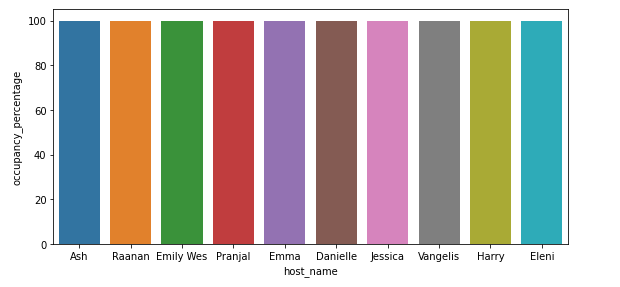 occupancy_percentage
100
80
60
40
20
0
Ash Raanan Emily Wes Pranjal Emma Danielle Jessica Vangelis Harry Eleni
host_name